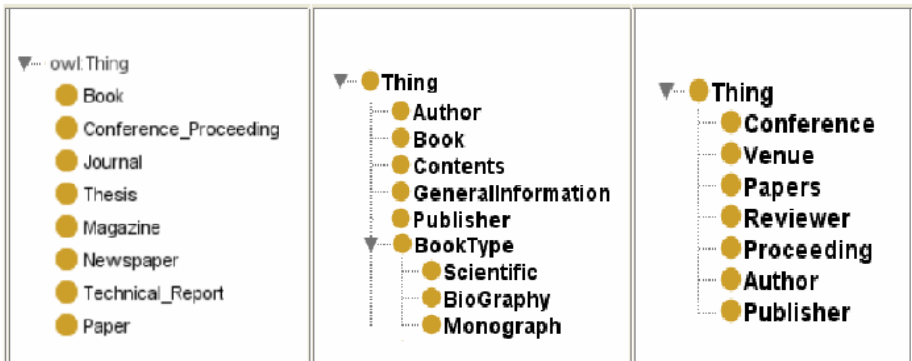 owl:Thing
Book
Conference_Proceeding
Journal
Thesis
Magazine
Newspaper
Technical_Report
Paper
Thing
Author
Book
Contents
GeneralInformation
Publisher
BookType
Scientific
BioGraphy
Monograph
Thing
Conference
Venue
Papers
Reviewer
Proceeding
Author
Publisher